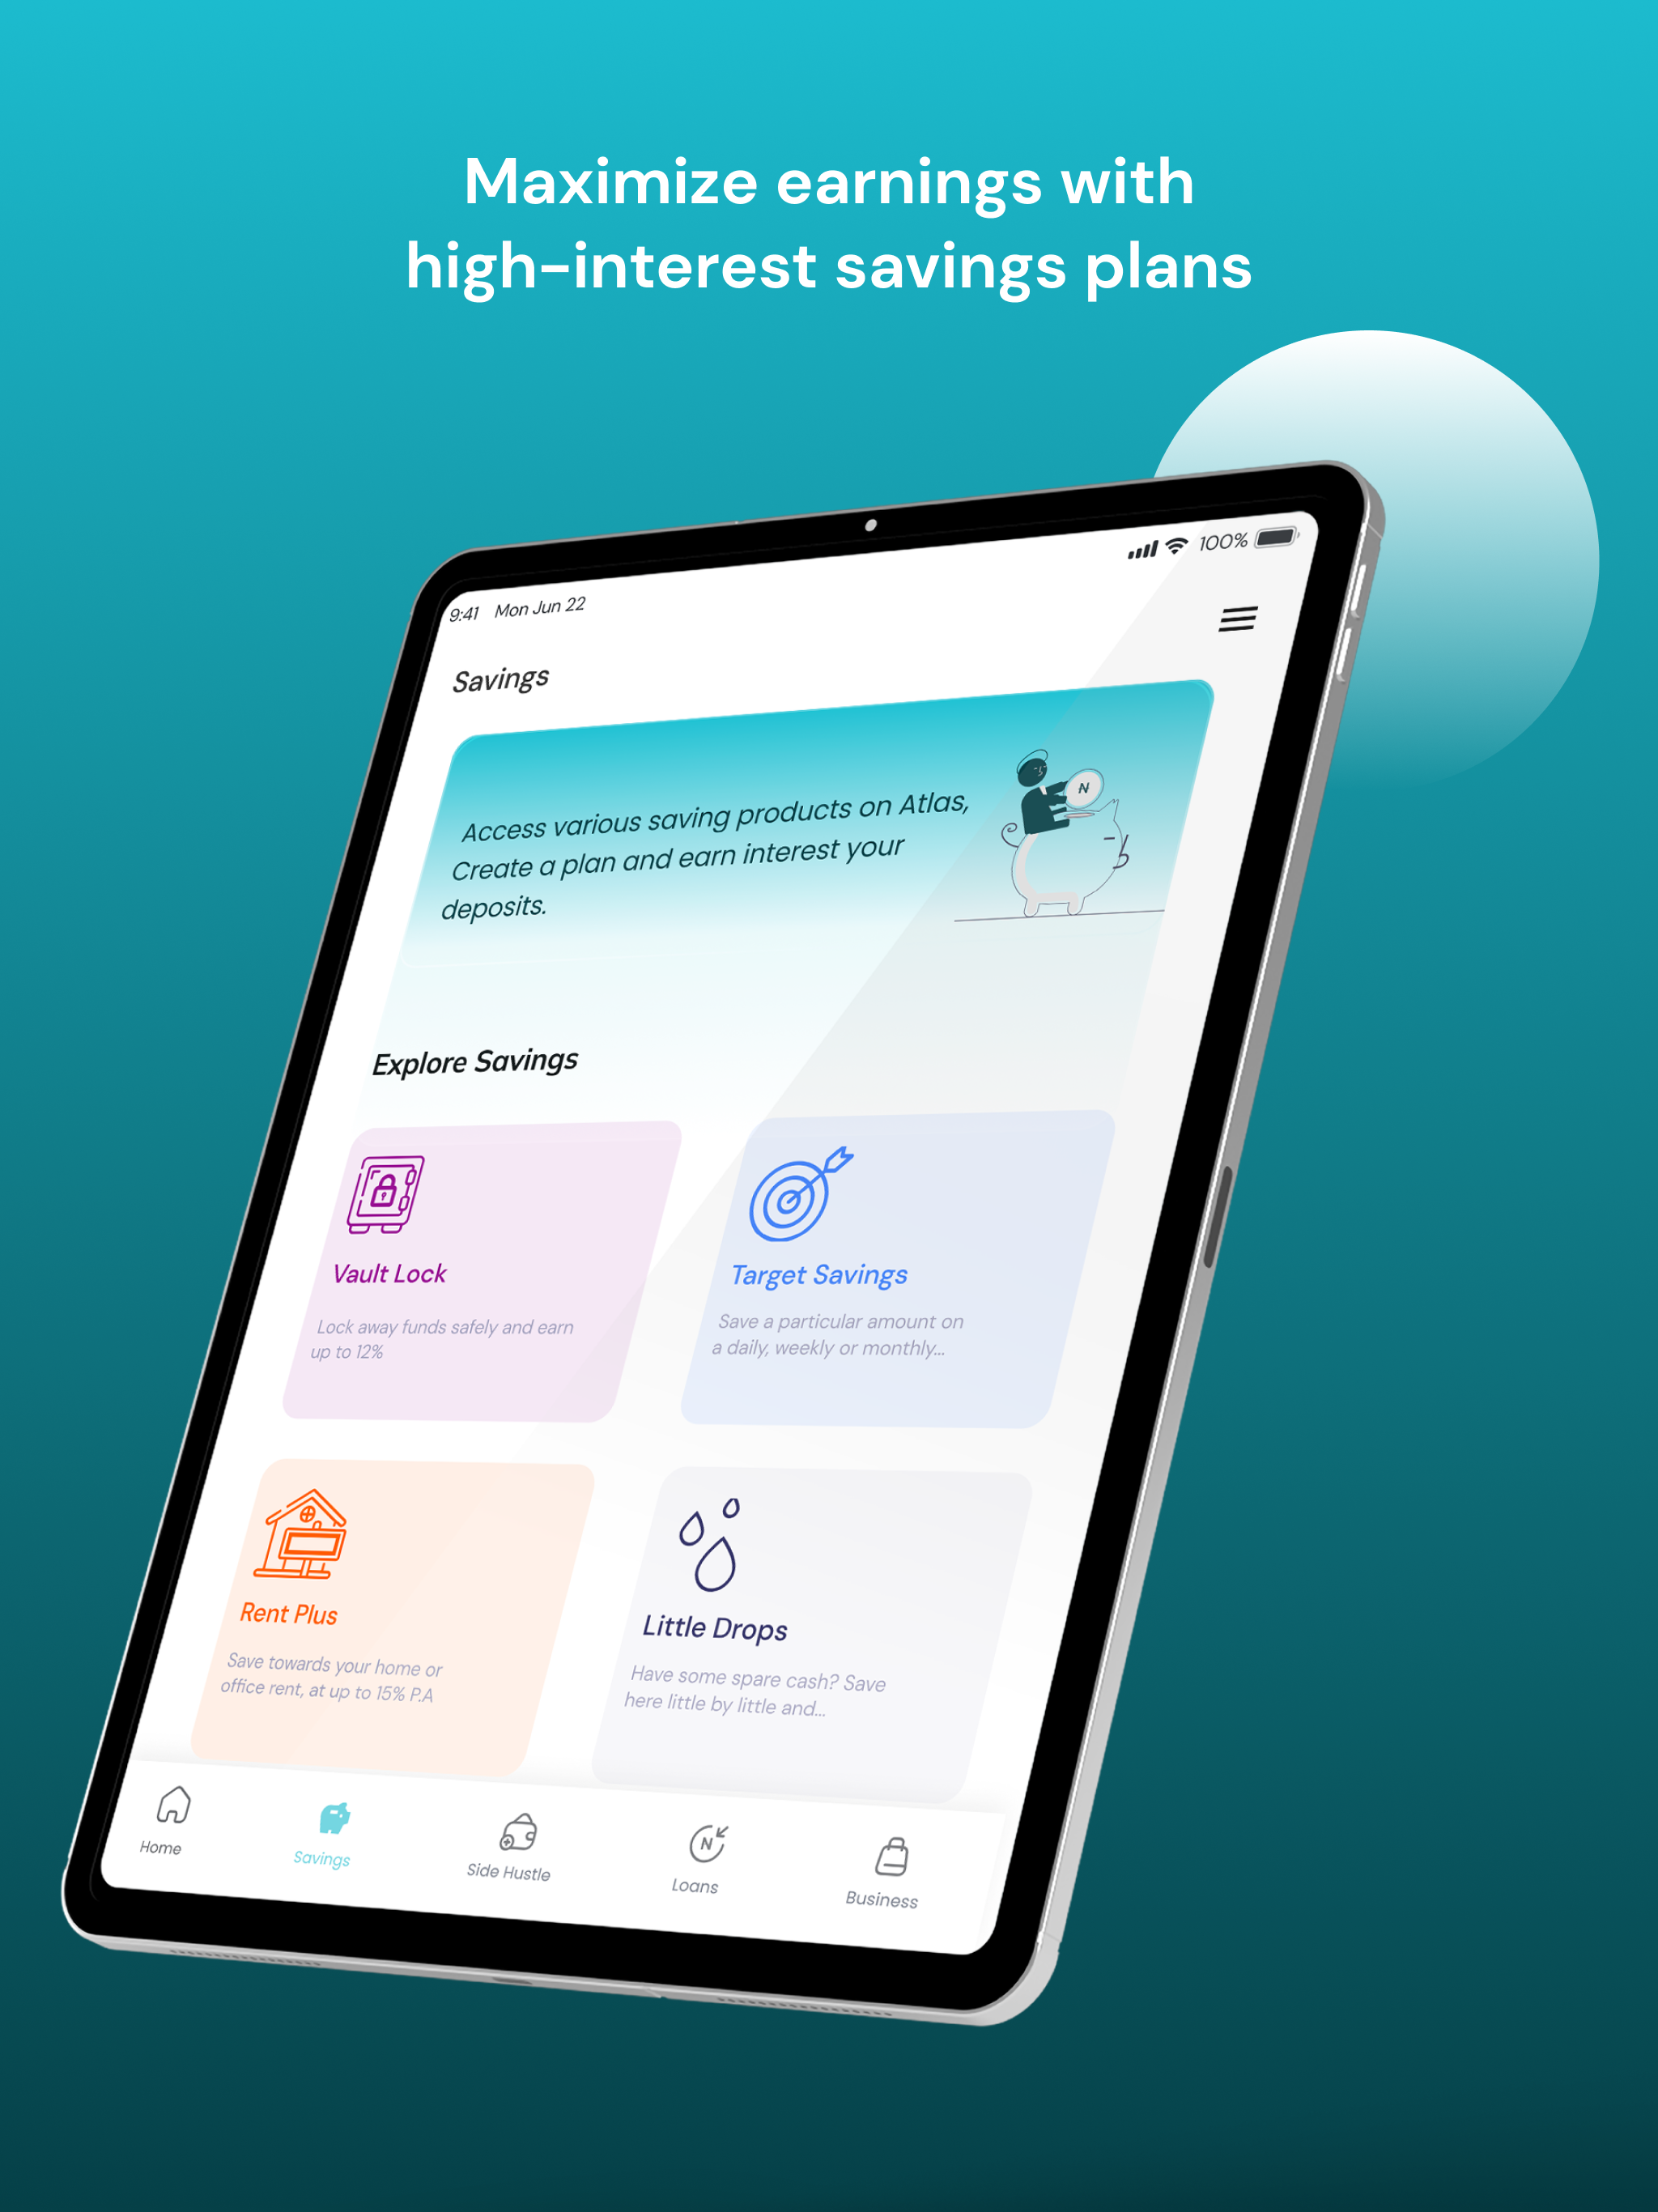 Maximize earnings with
high-interest savings plans
9:41 Mon Jun 22
100%
Savings
Access various saving products on Atlas,
Create a plan and earn interest your
deposits.
N
Explore Savings
Vault Lock
Lock away funds safely and earn
up to 12%
Target Savings
Save a particular amount on
a daily, weekly or monthly...
Rent Plus
Save towards your home or
office rent, at up to 15% P.A
Little Drops
Have some spare cash? Save
here little by little and...
N
Home
Savings
Side Hustle
Loans
Business